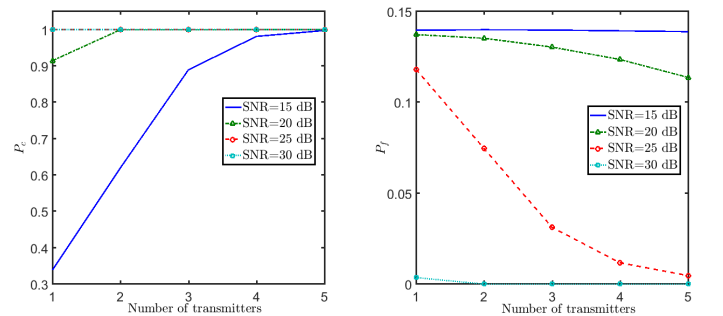 1
0.9
0.8
0.7
0.6
0.5
0.4
0.3
P_c
1 2 3 4 5
Number of transmitters
SNR=15 dB
SNR=20 dB
SNR=25 dB
SNR=30 dB
0.15
0.1
0.05
0
P_f
1 2 3 4 5
Number of transmitters
SNR=15 dB
SNR=20 dB
SNR=25 dB
SNR=30 dB